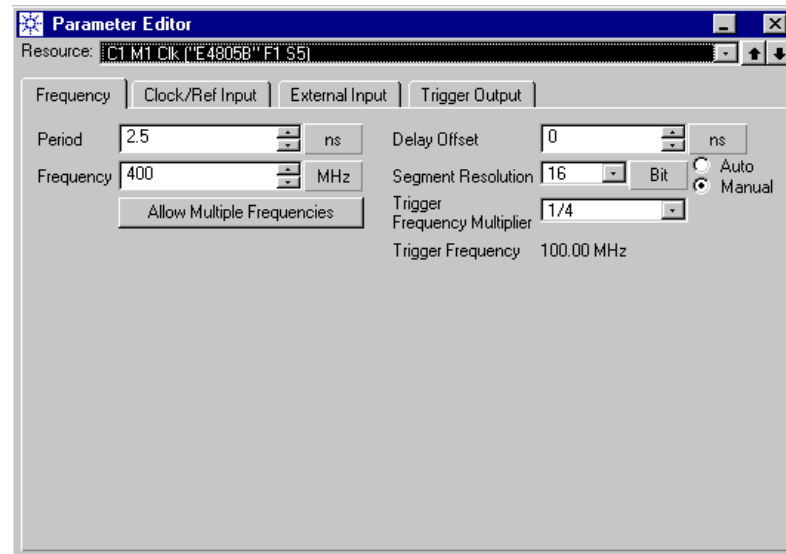 Parameter Editor
Resource: C1 M1 Clk ("E4805B" F1 S5)
Frequency Clock/Ref Input External Input Trigger Output
Period 2.5 ns Delay Offset 0 ns
Frequency 400 MHz Segment Resolution 16 Bit Auto
Manual
Allow Multiple Frequencies Trigger
Frequency Multiplier 1/4
Trigger Frequency 100.00 MHz